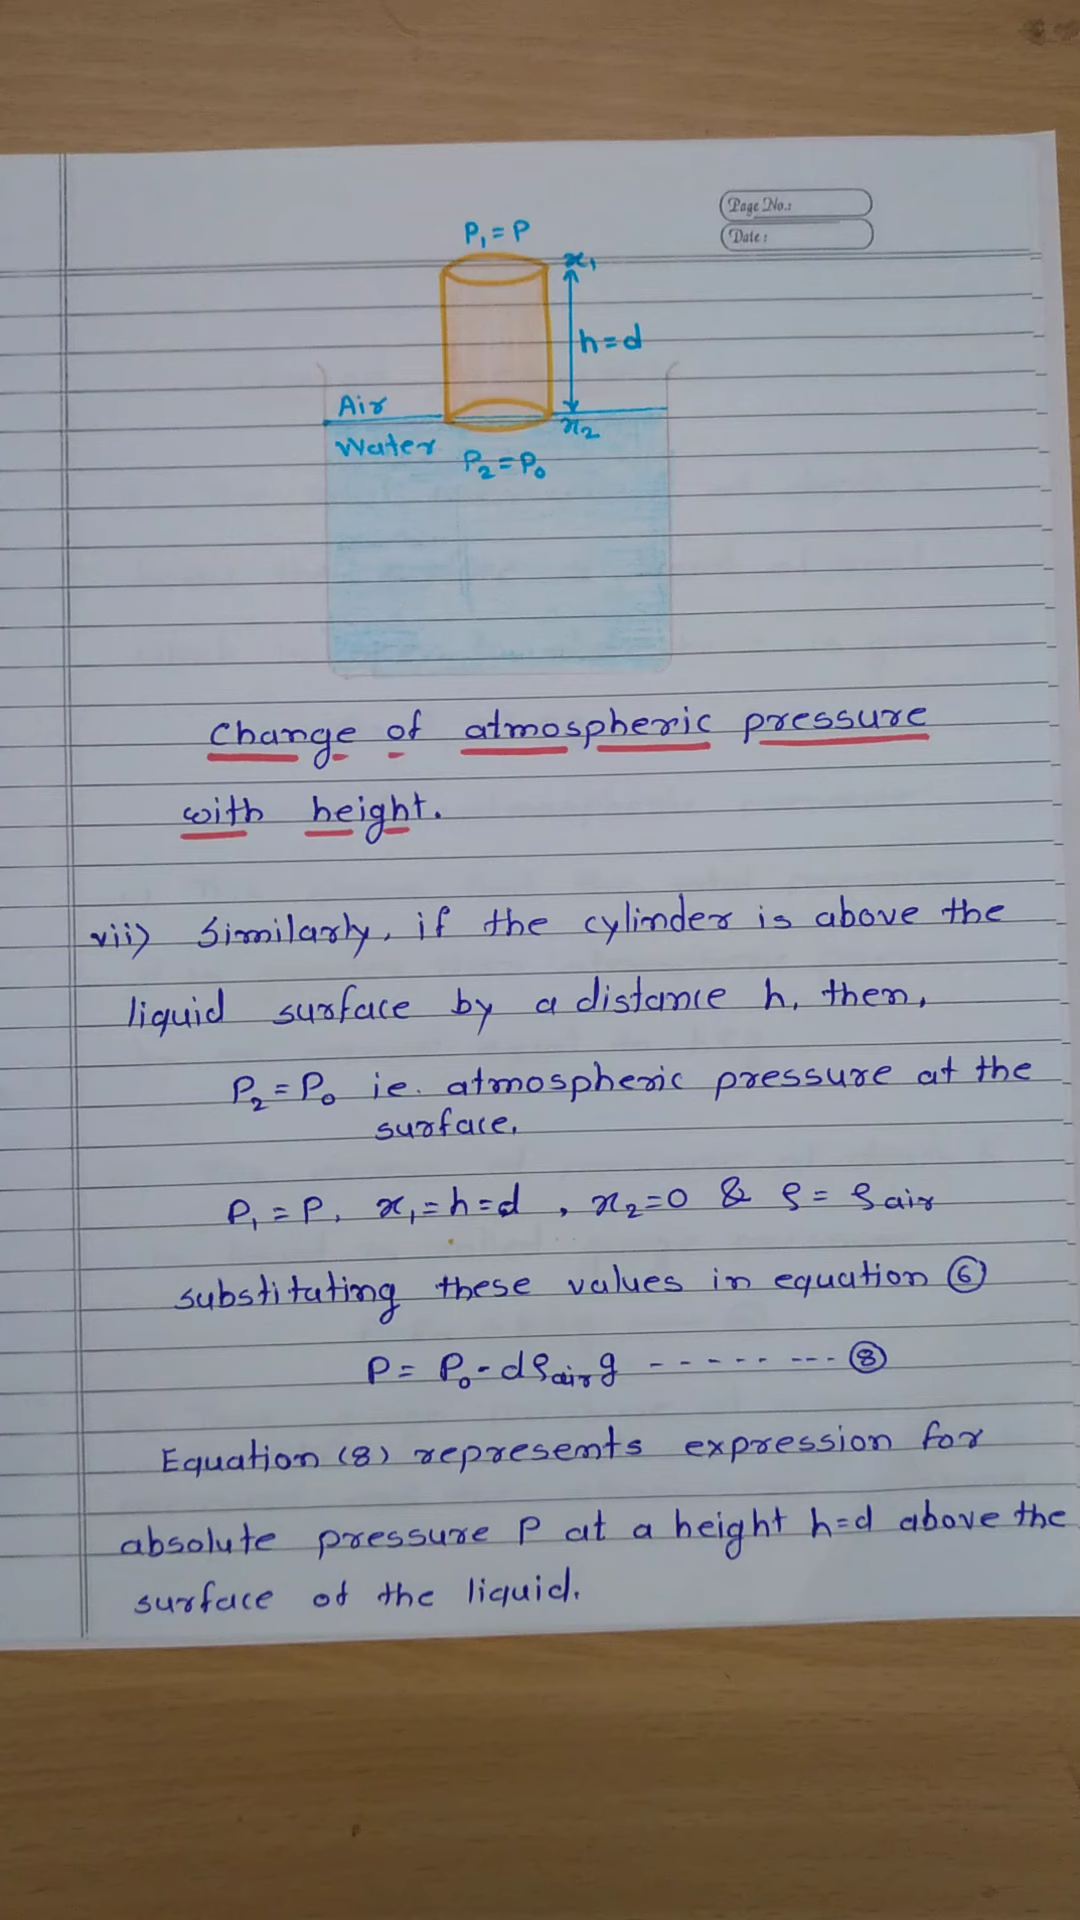 Page No.:
Date:
P₁ = P
x₁
h=d
Air
x₂
Water
P₂=P₀
Change of atmospheric pressure
with height.
vii) Similarly, if the cylinder is above the
liquid surface by a distance h, then,
P₂ = P₀ ie. atmospheric pressure at the
surface,
P₁ = P, x₁=h=d , x₂=0 & ρ = ρair
substitating these values in equation ⑥
P = P₀ - dρair g --------- ⑧
Equation (8) represents expression for
absolute pressure P at a height h=d above the
surface of the liquid.